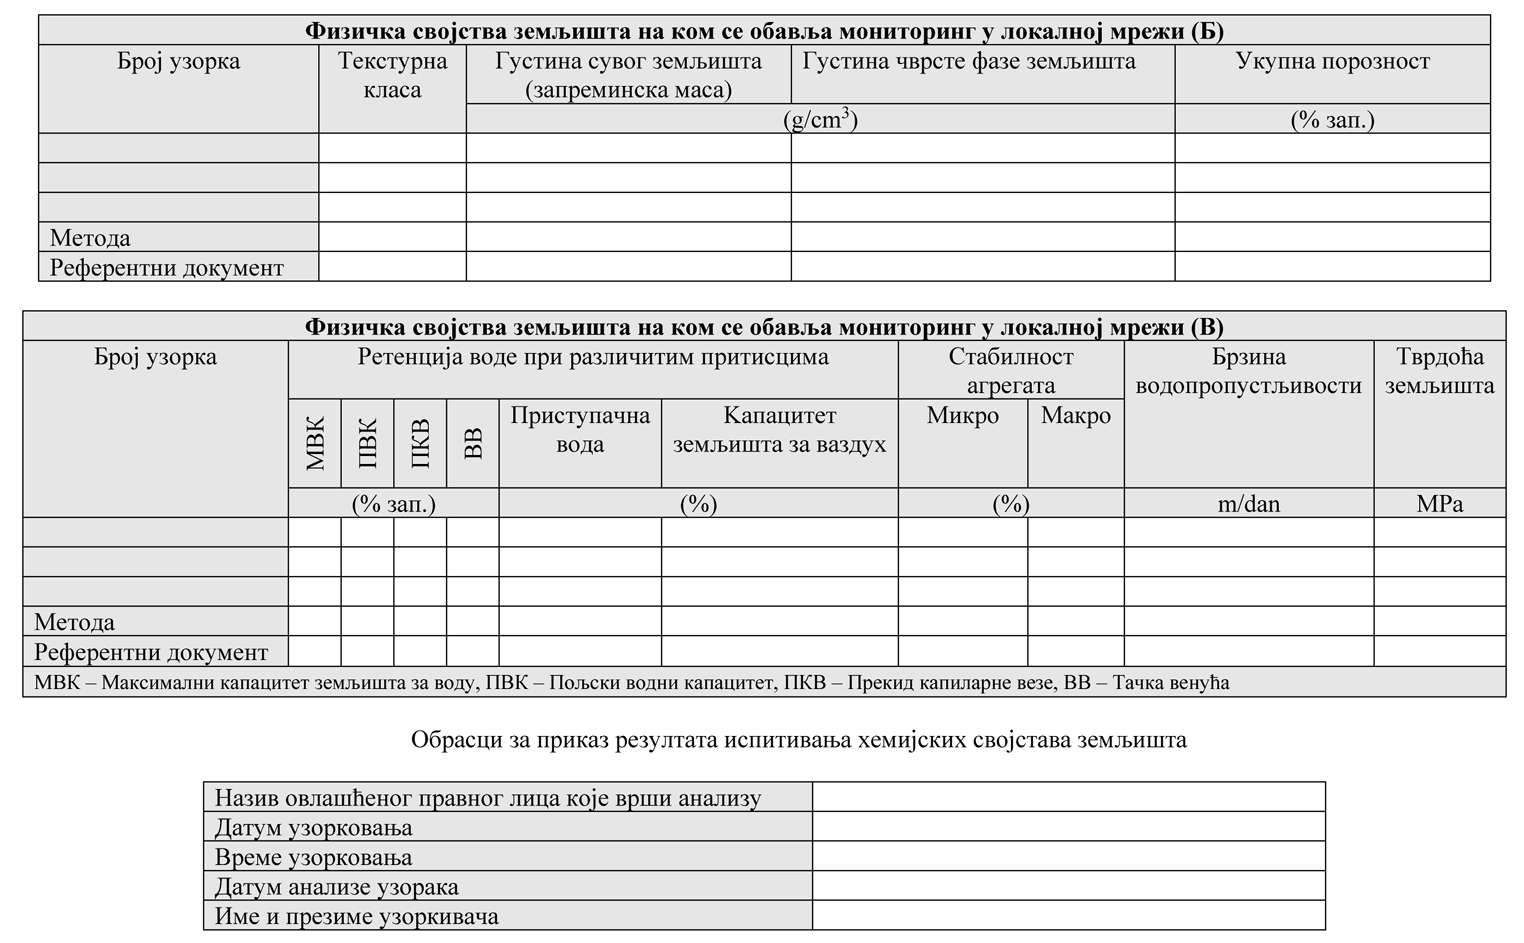 Физичка својства земљишта на ком се обавља мониторинг у локалној мрежи (Б)
Број узорка Текстурна класа Густина сувог земљишта (запреминска маса) Густина чврсте фазе земљишта Укупна порозност
(g/cm³) (% зап.)
Метода
Референтни документ
Физичка својства земљишта на ком се обавља мониторинг у локалној мрежи (В)
Број узорка Ретенција воде при различитим притисцима Стабилност агрегата Брзина водопропустљивости Тврдоћа земљишта
МВК ПВК ПКВ ВВ Приступачна вода Капацитет земљишта за ваздух Микро Макро
(% зап.) (%) (%) m/dan MPa
Метода
Референтни документ
МВК – Максимални капацитет земљишта за воду, ПВК – Пољски водни капацитет, ПКВ – Прекид капиларне везе, ВВ – Тачка венућа
Обрасци за приказ резултата испитивања хемијских својстава земљишта
Назив овлашћеног правног лица које врши анализу
Датум узорковања
Време узорковања
Датум анализе узорака
Име и презиме узоркивача